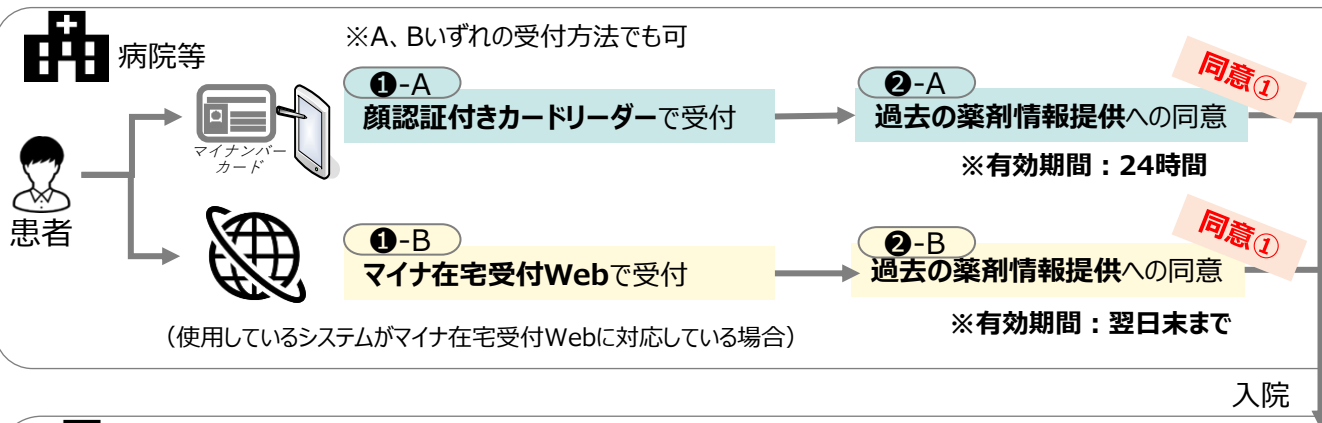 病院等
※A、Bいずれの受付方法でも可
❶-A
顔認証付きカードリーダーで受付
❷-A
過去の薬剤情報提供への同意
同意①
※有効期間：24時間
マイナンバー
カード
患者
❶-B
マイナ在宅受付Webで受付
❷-B
過去の薬剤情報提供への同意
同意①
※有効期間：翌日末まで
（使用しているシステムがマイナ在宅受付Webに対応している場合）
入院